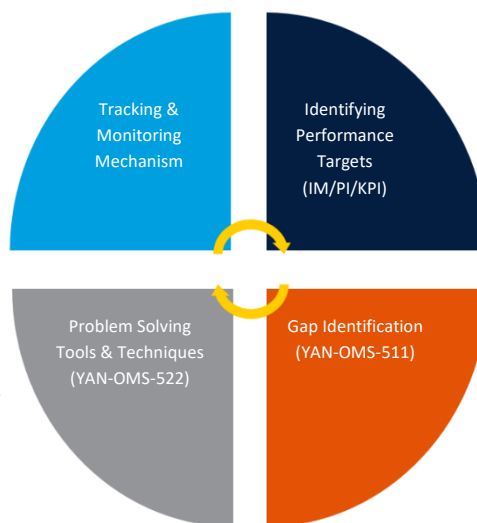 Tracking &
Monitoring
Mechanism
Identifying
Performance
Targets
(IM/PI/KPI)
Problem Solving
Tools & Techniques
(YAN-OMS-522)
Gap Identification
(YAN-OMS-511)